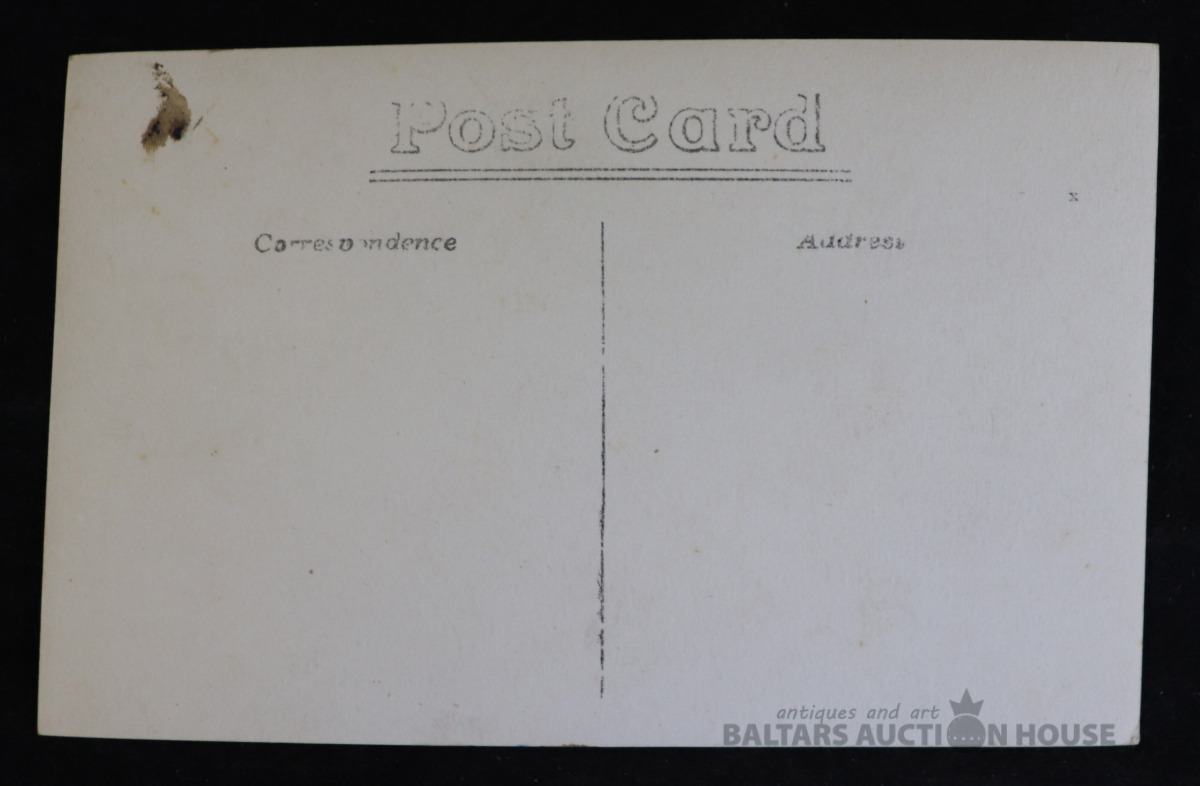 Post Card
x
Correspondence
Address
antiques and art
BALTARS AUCTION HOUSE